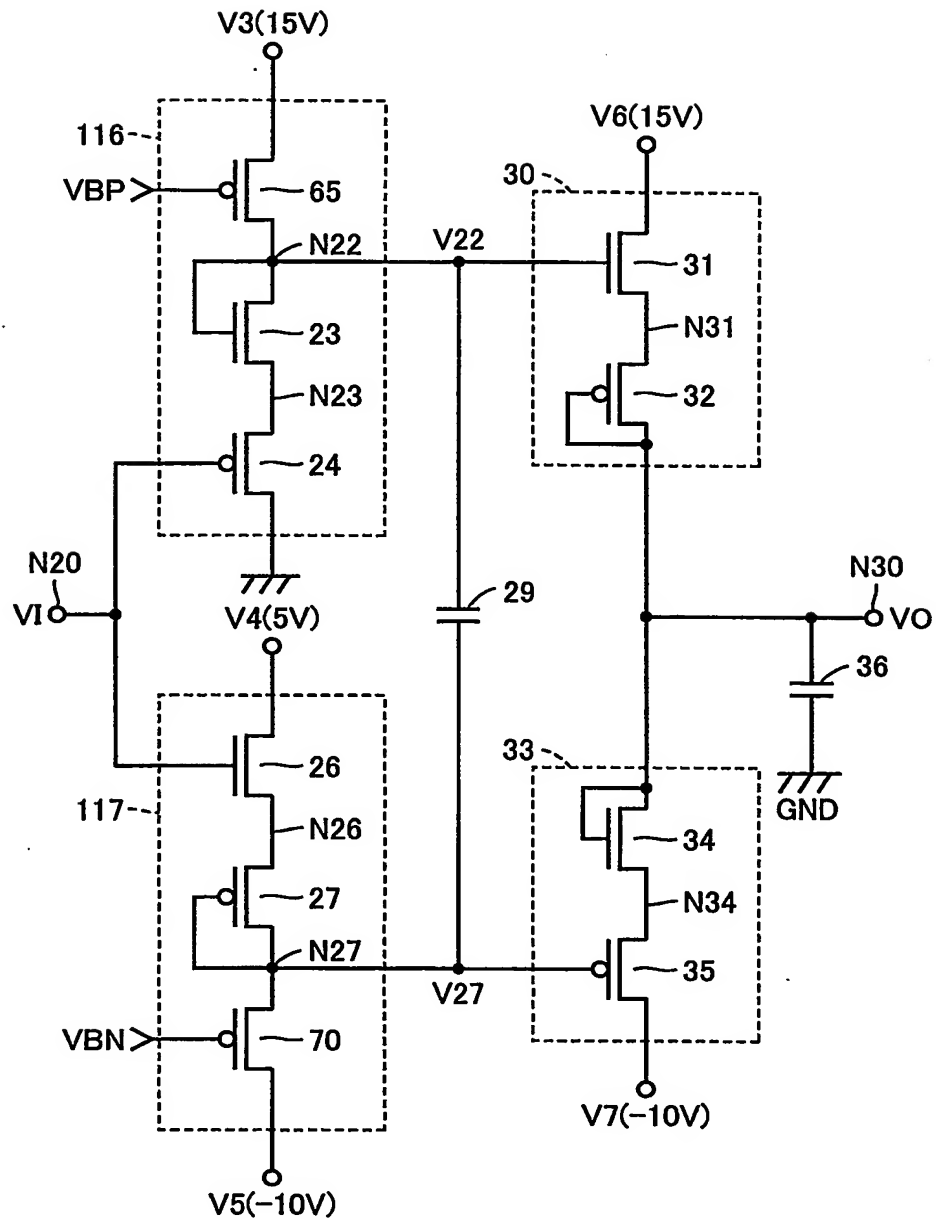 V3(15V)
116
VBP
65
N22
V22
23
N23
24
V6(15V)
30
31
N31
32
N20
VI
V4(5V)
29
N30
VO
36
GND
117
26
N26
27
N27
V27
VBN
70
V5(-10V)
33
34
N34
35
V7(-10V)